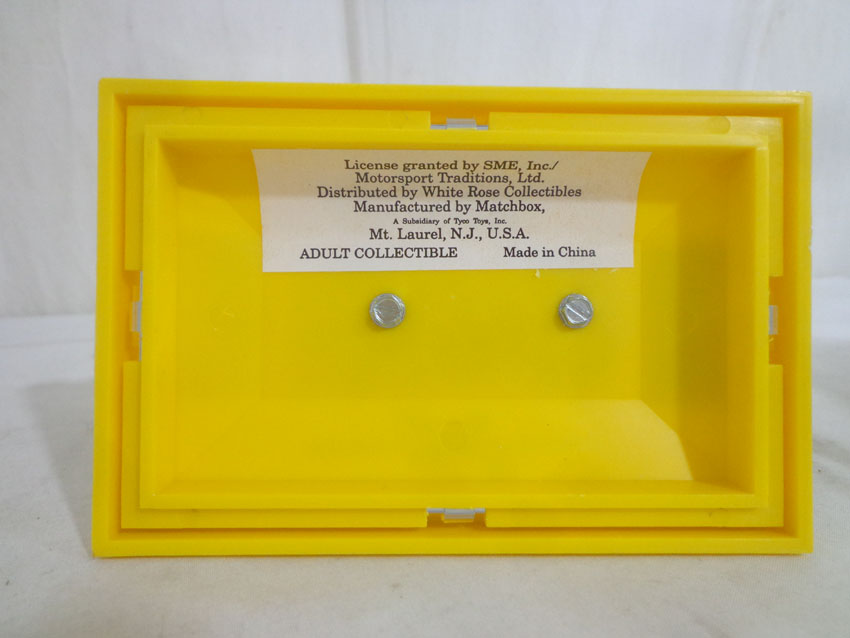 License granted by SME, Inc./
Motorsport Traditions, Ltd.
Distributed by White Rose Collectibles
Manufactured by Matchbox,
A Subsidiary of Tyco Toys, Inc.
Mt. Laurel, N.J., U.S.A.
ADULT COLLECTIBLE Made in China